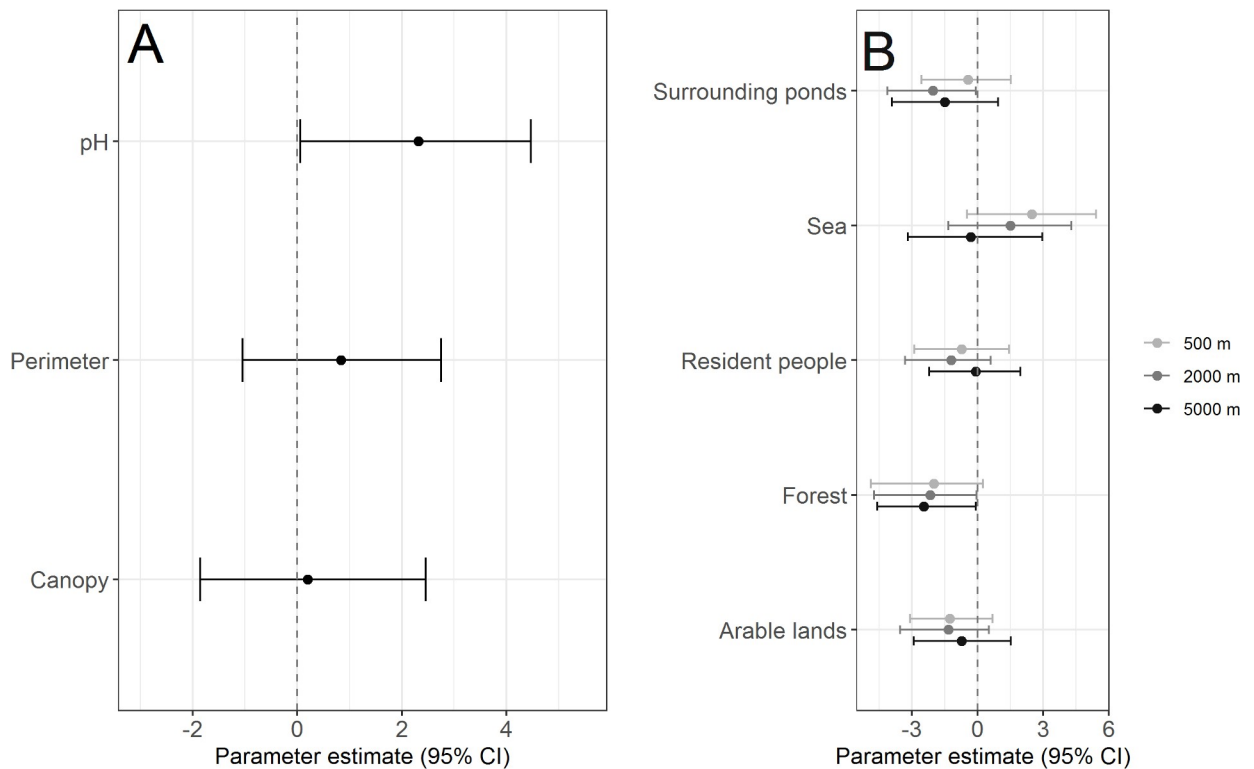 A
pH
Perimeter
Canopy
-2 0 2 4
Parameter estimate (95% CI)
B
Surrounding ponds
Sea
Resident people
Forest
Arable lands
-3 0 3 6
Parameter estimate (95% CI)
500 m
2000 m
5000 m